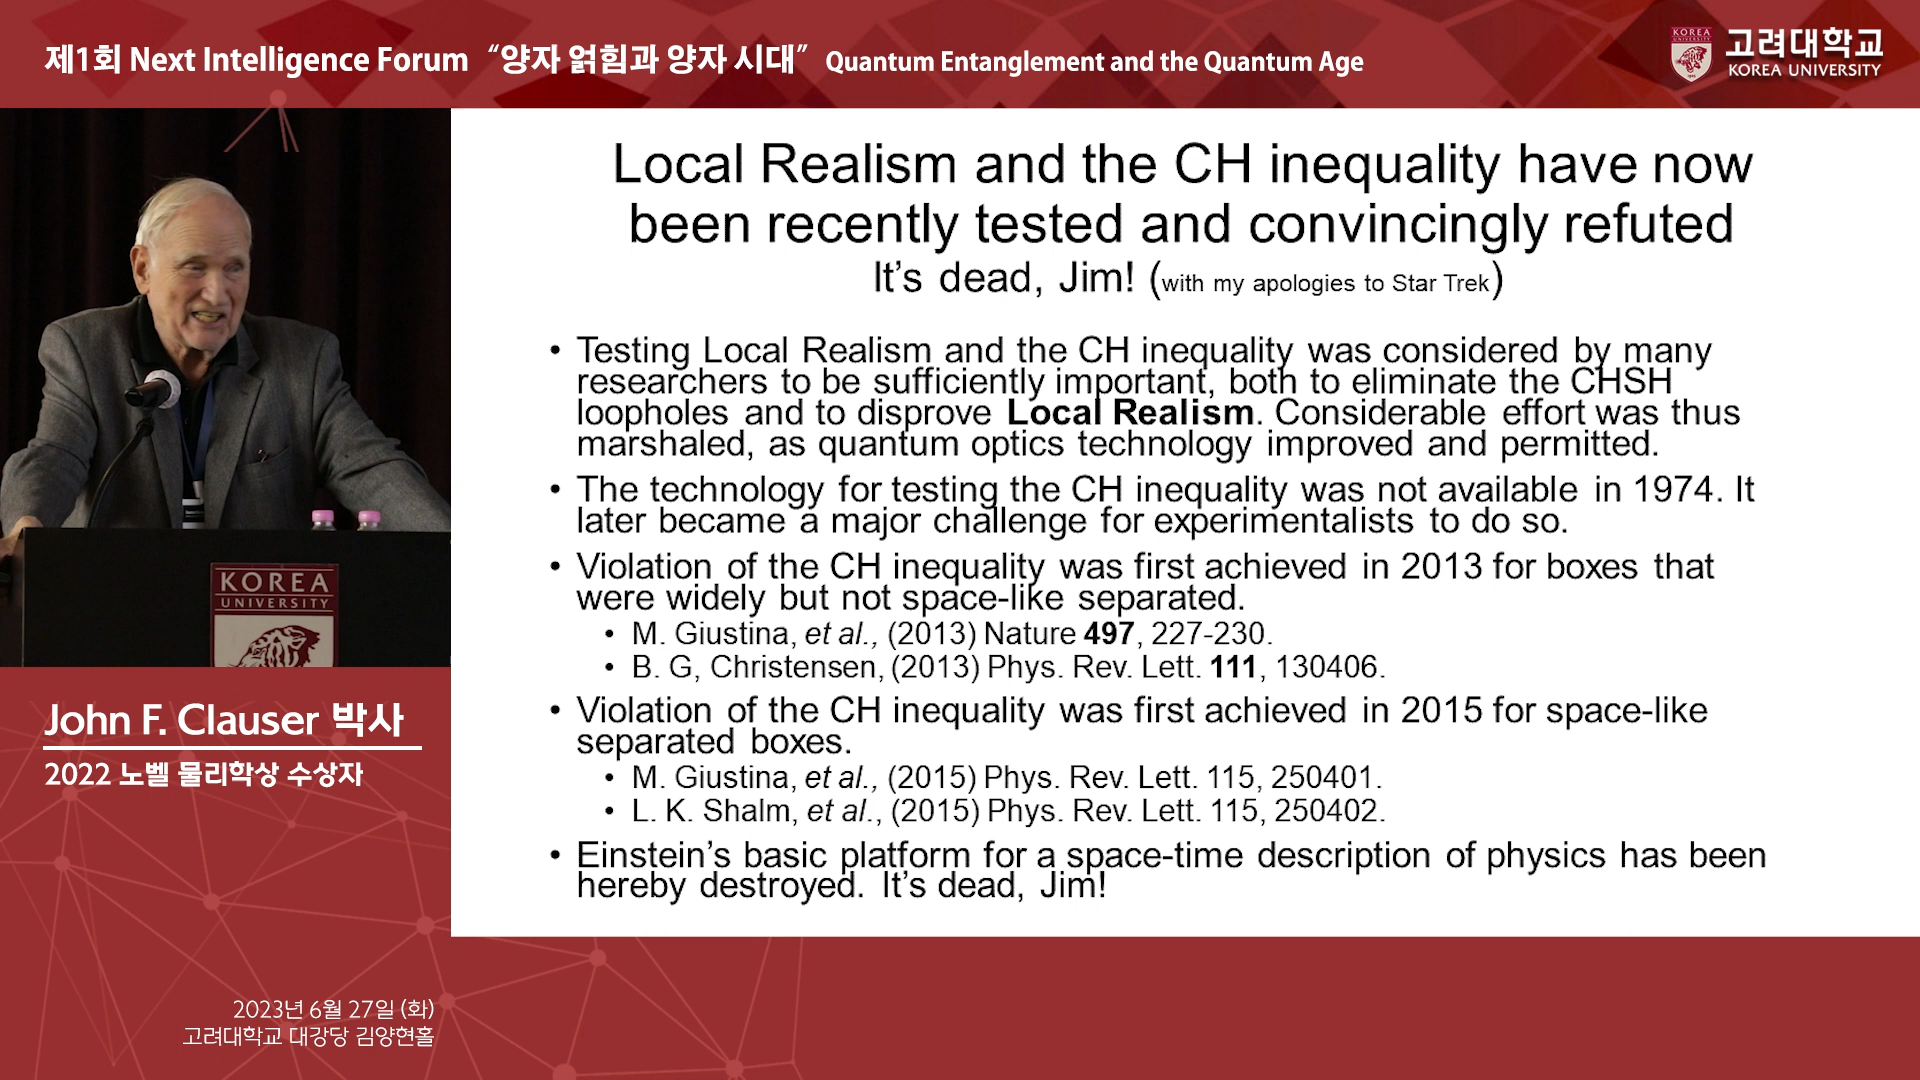 제1회 Next Intelligence Forum “양자 얽힘과 양자 시대” Quantum Entanglement and the Quantum Age
KOREA UNIVERSITY
고려대학교
KOREA UNIVERSITY
Local Realism and the CH inequality have now
been recently tested and convincingly refuted
It’s dead, Jim! (with my apologies to Star Trek)
• Testing Local Realism and the CH inequality was considered by many
researchers to be sufficiently important, both to eliminate the CHSH
loopholes and to disprove Local Realism. Considerable effort was thus
marshaled, as quantum optics technology improved and permitted.
• The technology for testing the CH inequality was not available in 1974. It
later became a major challenge for experimentalists to do so.
• Violation of the CH inequality was first achieved in 2013 for boxes that
were widely but not space-like separated.
• M. Giustina, et al., (2013) Nature 497, 227-230.
• B. G, Christensen, (2013) Phys. Rev. Lett. 111, 130406.
• Violation of the CH inequality was first achieved in 2015 for space-like
separated boxes.
• M. Giustina, et al., (2015) Phys. Rev. Lett. 115, 250401.
• L. K. Shalm, et al., (2015) Phys. Rev. Lett. 115, 250402.
• Einstein’s basic platform for a space-time description of physics has been
hereby destroyed. It’s dead, Jim!
KOREA
UNIVERSITY
John F. Clauser 박사
2022 노벨 물리학상 수상자
2023년 6월 27일 (화)
고려대학교 대강당 김양현홀